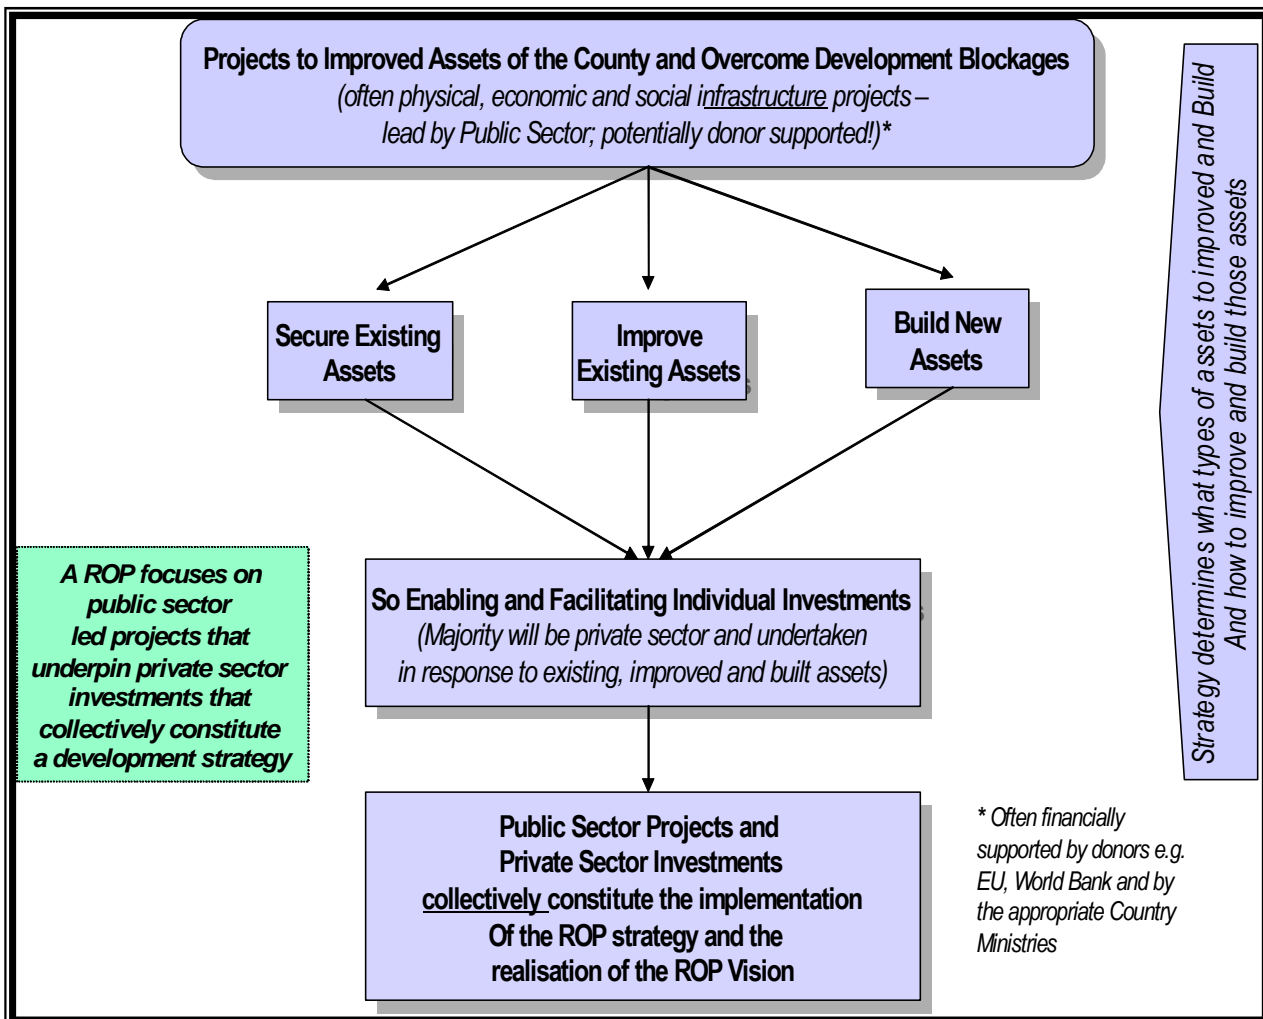 Projects to Improved Assets of the County and Overcome Development Blockages
(often physical, economic and social infrastructure projects –
lead by Public Sector; potentially donor supported!)*
Secure Existing
Assets
Improve
Existing Assets
Build New
Assets
So Enabling and Facilitating Individual Investments
(Majority will be private sector and undertaken
in response to existing, improved and built assets)
A ROP focuses on
public sector
led projects that
underpin private sector
investments that
collectively constitute
a development strategy
Public Sector Projects and
Private Sector Investments
collectively constitute the implementation
Of the ROP strategy and the
realisation of the ROP Vision
* Often financially
supported by donors e.g.
EU, World Bank and by
the appropriate Country
Ministries
Strategy determines what types of assets to improved and Build
And how to improve and build those assets